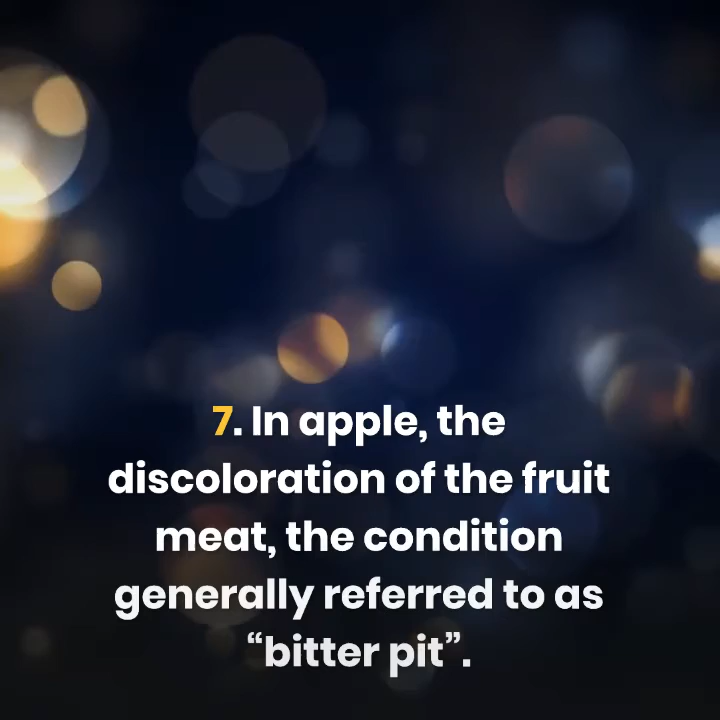 7. In apple, the
discoloration of the fruit
meat, the condition
generally referred to as
“bitter pit”.